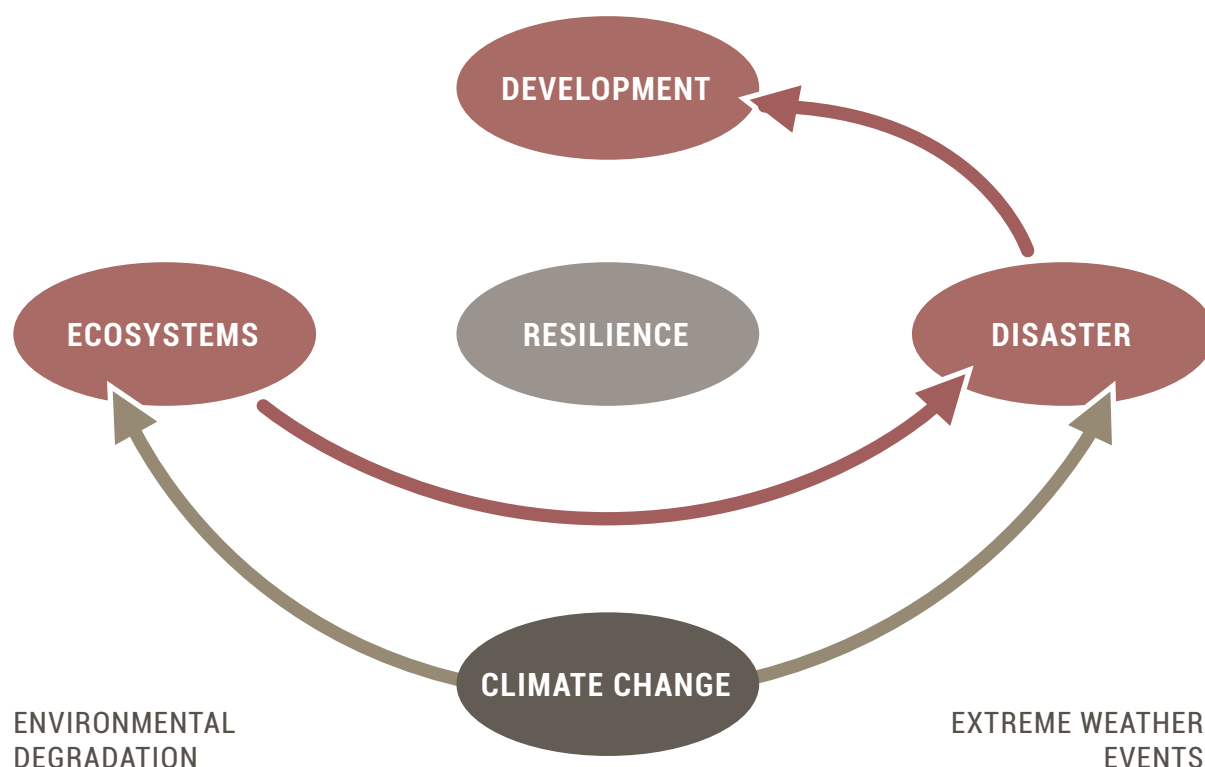 DEVELOPMENT
ECOSYSTEMS
RESILIENCE
DISASTER
CLIMATE CHANGE
ENVIRONMENTAL
DEGRADATION
EXTREME WEATHER
EVENTS